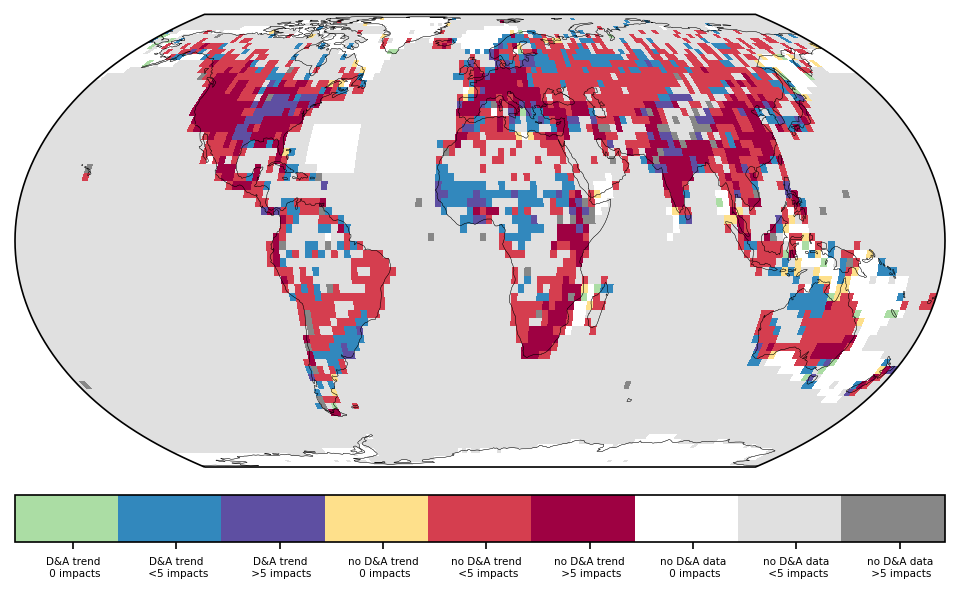 D&A trend
0 impacts
D&A trend
<5 impacts
D&A trend
>5 impacts
no D&A trend
0 impacts
no D&A trend
<5 impacts
no D&A trend
>5 impacts
no D&A data
0 impacts
no D&A data
<5 impacts
no D&A data
>5 impacts